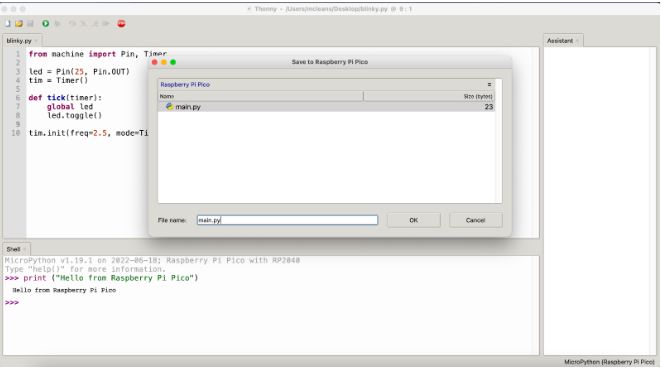 Thonny - /Users/mcleans/Desktop/blinky.py @ 9:1
blinky.py
Assistant
1 from machine import Pin, Timer
2
3 led = Pin(25, Pin.OUT)
4 tim = Timer()
5
6 def tick(timer):
7 global led
8 led.toggle()
9
10 tim.init(freq=2.5, mode=Ti
Save to Raspberry Pi Pico
Raspberry Pi Pico
Name Size (bytes)
main.py 23
File name: main.py OK Cancel
Shell
MicroPython v1.19.1 on 2022-06-18; Raspberry Pi Pico with RP2040
Type "help()" for more information.
>>> print ("Hello from Raspberry Pi Pico")
Hello from Raspberry Pi Pico
>>>
MicroPython (Raspberry Pi Pico)